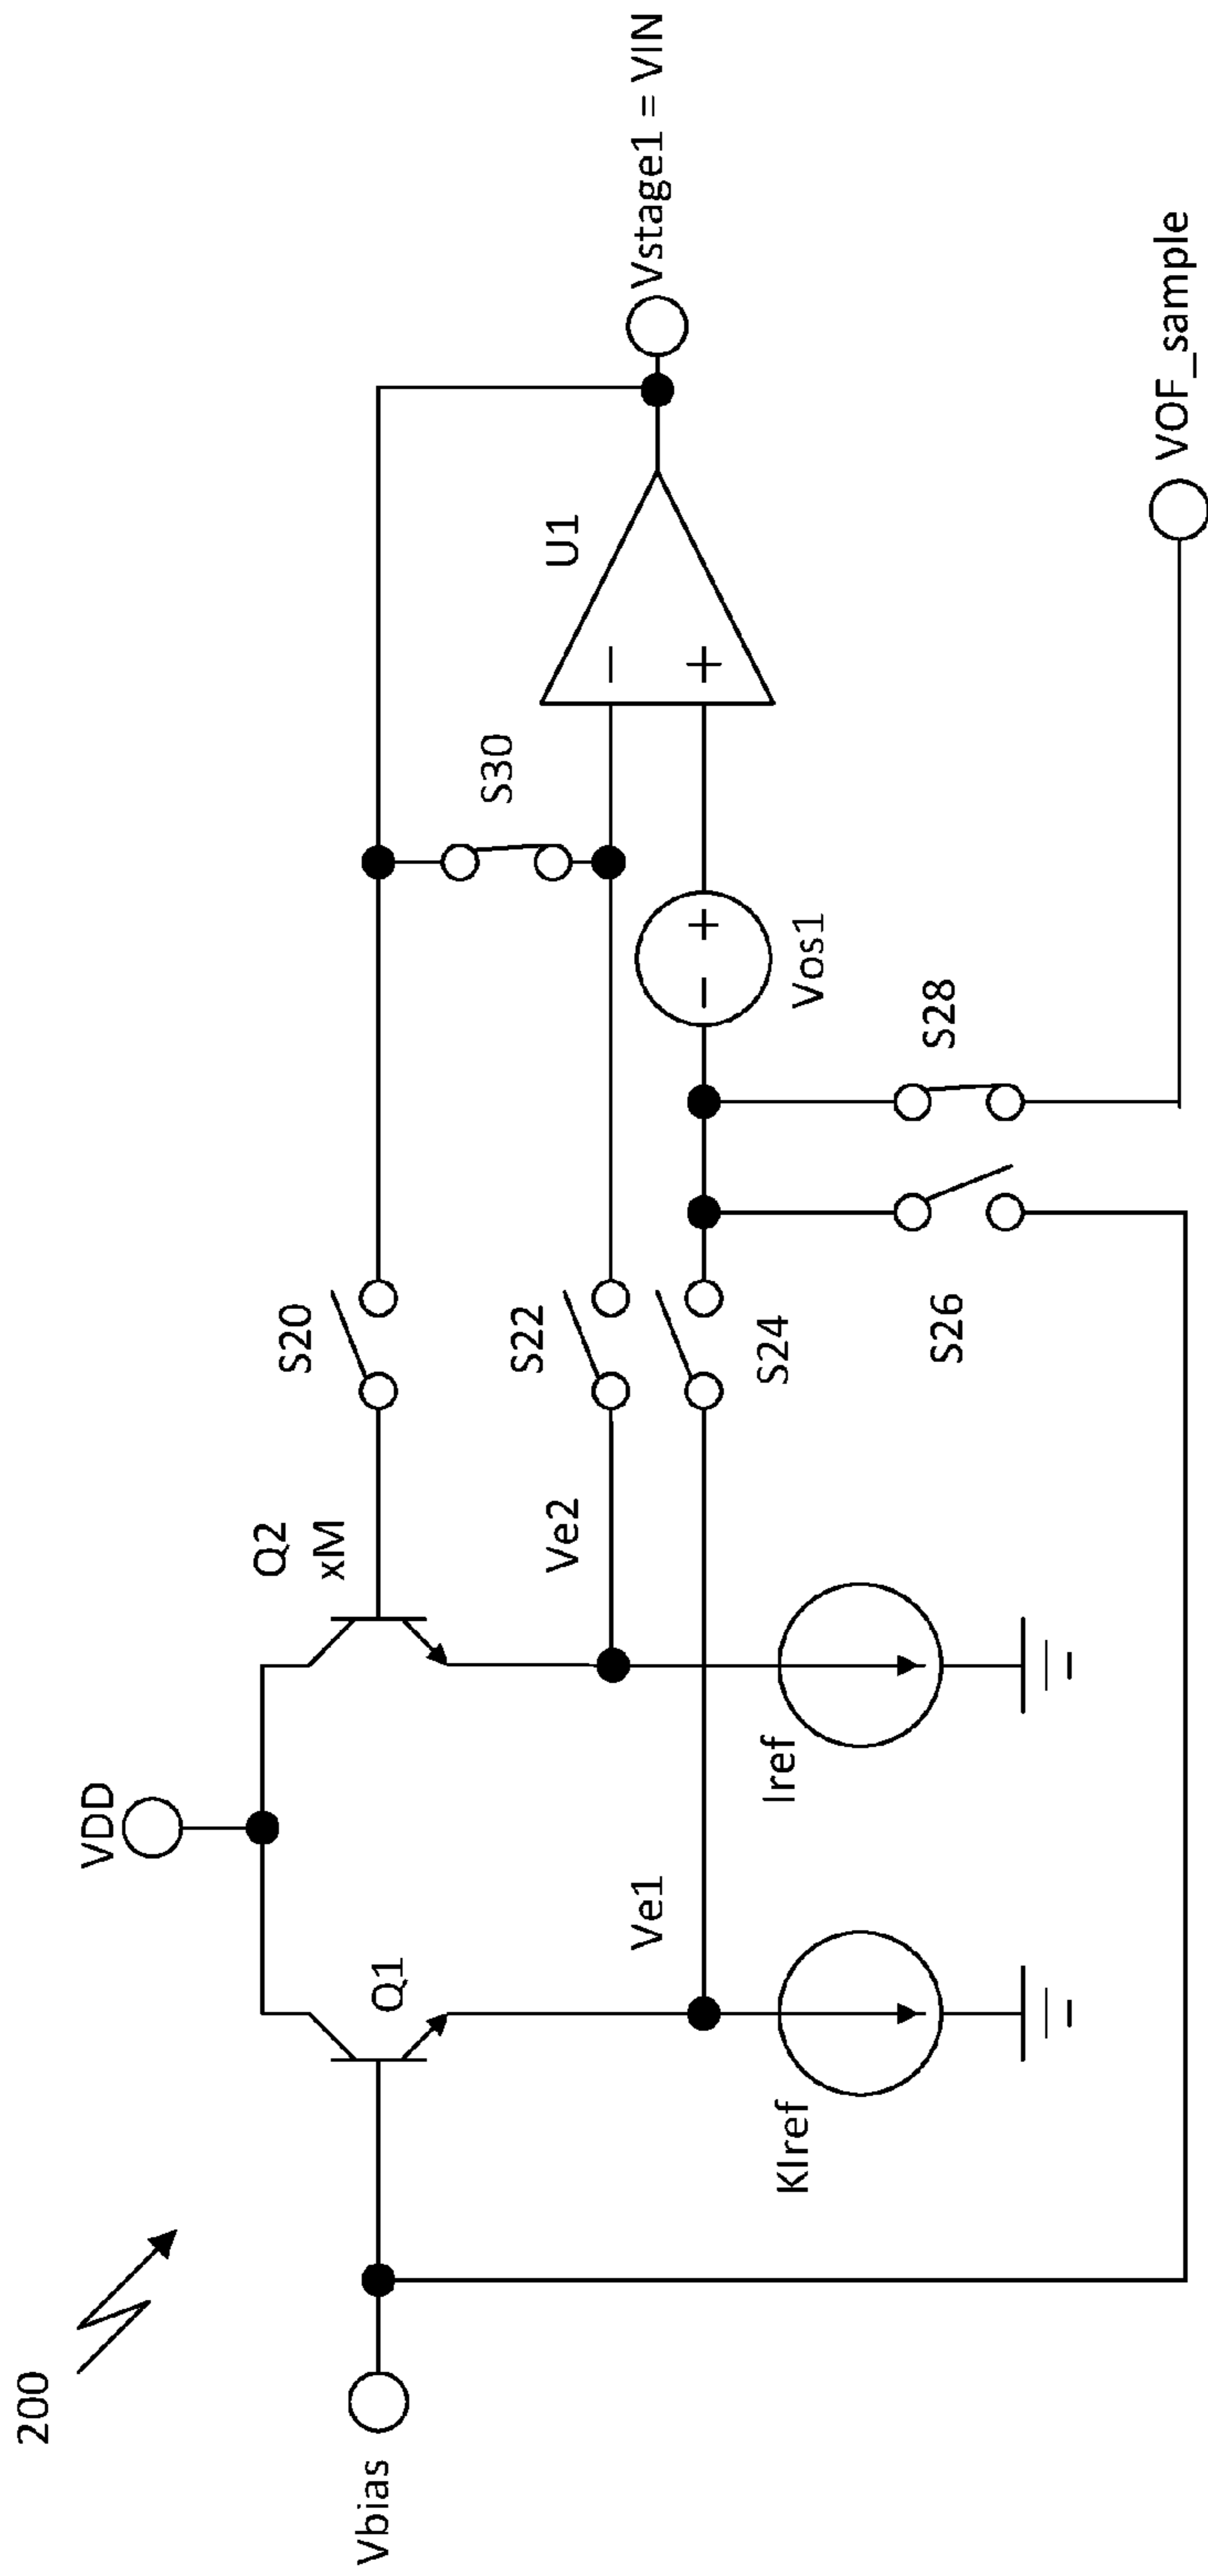 200
VDD
Q2
xM
S20
Q1
S30
U1
Vbias
Ve2
S22
Ve1
S24
Vstage1 = VIN
Vos1
KIref
Iref
S26
S28
VOF_sample
−
+
−
+